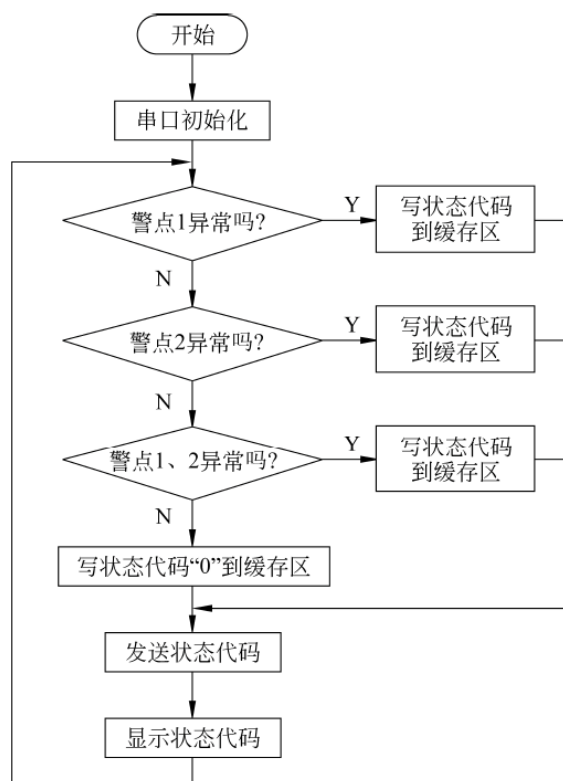 开始
串口初始化
警点1异常吗?
Y
写状态代码
到缓存区
N
警点2异常吗?
Y
写状态代码
到缓存区
N
警点1、2异常吗?
Y
写状态代码
到缓存区
N
写状态代码“0”到缓存区
发送状态代码
显示状态代码